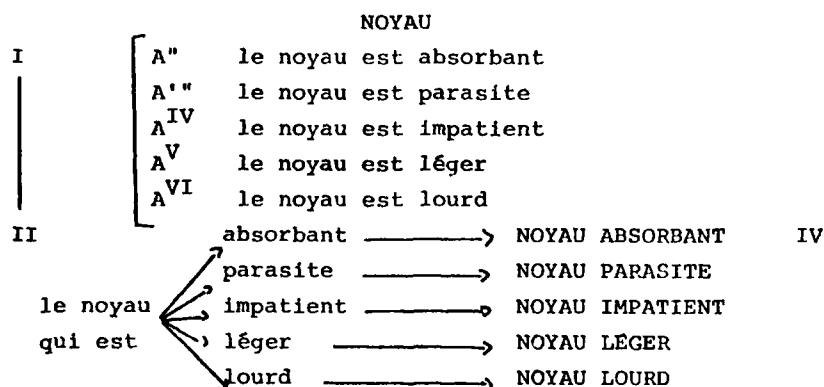 NOYAU
I A" le noyau est absorbant
A'" le noyau est parasite
A^IV le noyau est impatient
A^V le noyau est léger
A^VI le noyau est lourd
II absorbant NOYAU ABSORBANT IV
parasite NOYAU PARASITE
le noyau impatient NOYAU IMPATIENT
qui est léger NOYAU LÉGER
lourd NOYAU LOURD